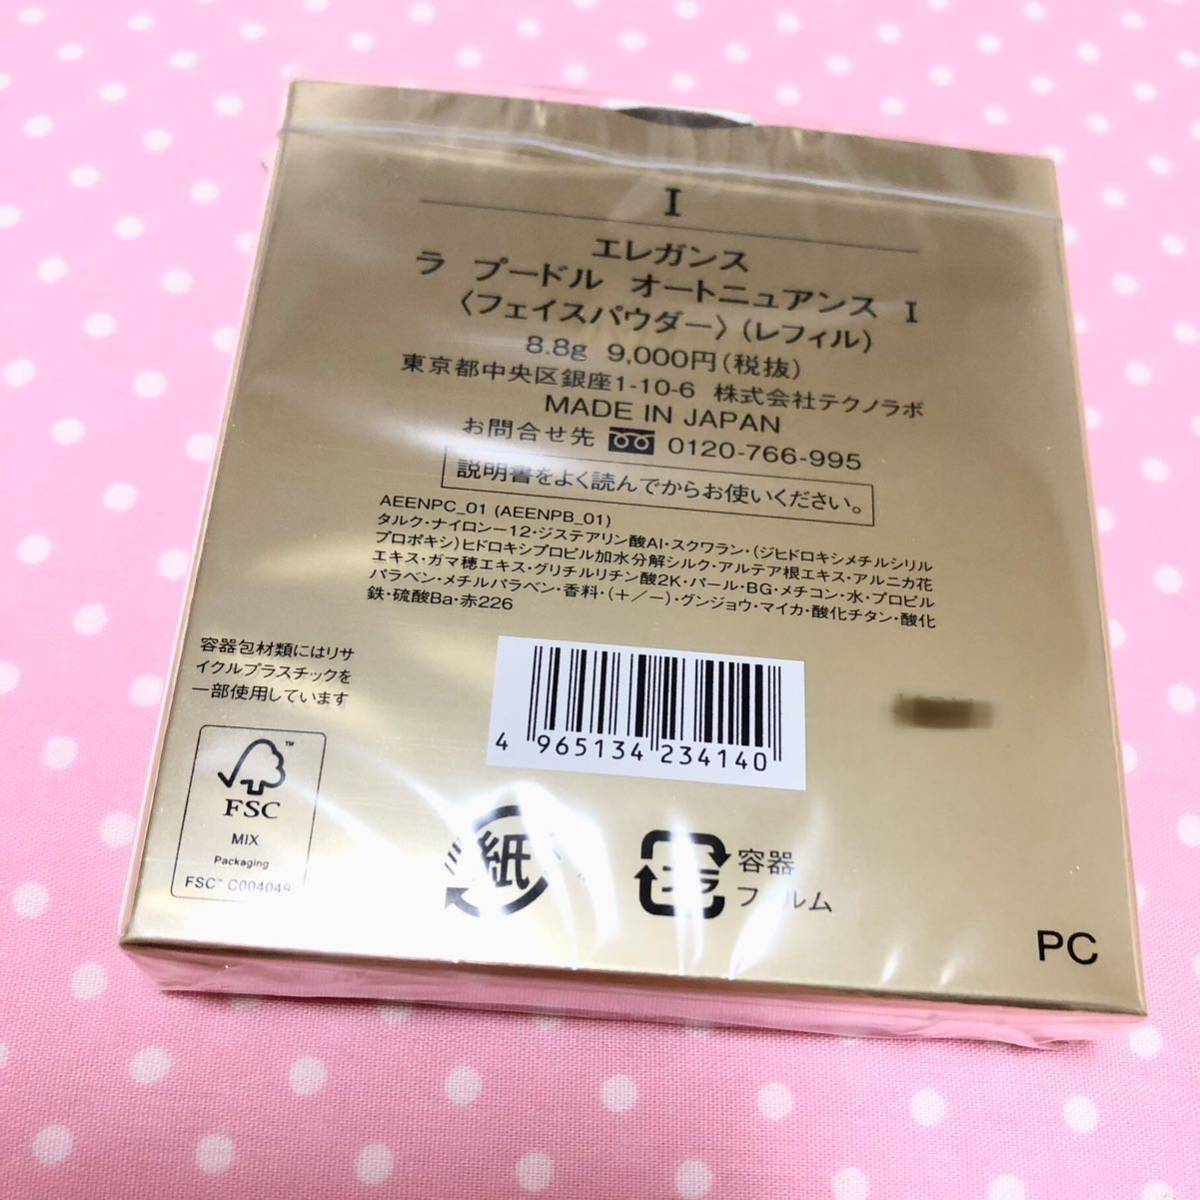 I
エレガンス
ラ プードル オートニュアンス I
〈フェイスパウダー〉(レフィル)
8.8g 9,000円(税抜)
東京都中央区銀座1-10-6 株式会社テクノラボ
MADE IN JAPAN
お問合せ先 0120-766-995
説明書をよく読んでからお使いください。
AEENPC_01 (AEENPB_01)
タルク・ナイロン－12・ジステアリン酸Al・スクワラン・(ジヒドロキシメチルシリル
プロポキシ)ヒドロキシプロピル加水分解シルク・アルテア根エキス・アルニカ花
エキス・ガマ穂エキス・グリチルリチン酸2K・パール・BG・メチコン・水・プロピル
パラベン・メチルパラベン・香料・(＋／－)・グンジョウ・マイカ・酸化チタン・酸化
鉄・硫酸Ba・赤226
容器包材類にはリサ
イクルプラスチックを
一部使用しています
4 965134 234140
FSC™
MIX
Packaging
FSC™ C004049
紙
プラ
容器
フィルム
PC